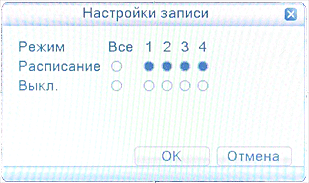 Настройки записи
Режим Все 1 2 3 4
Расписание
Выкл.
OK Отмена